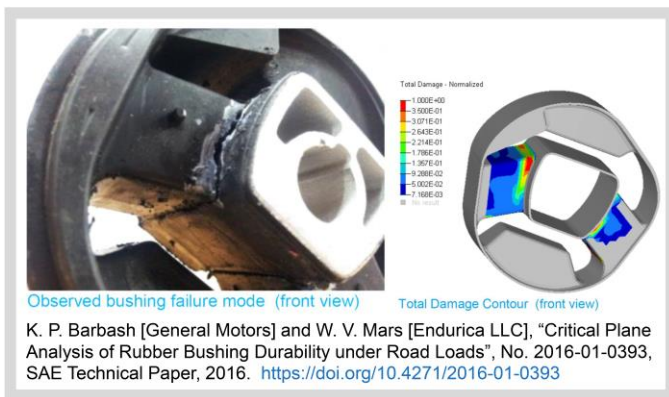 Total Damage - Normalized
1.000E+00
3.500E-01
3.071E-01
2.643E-01
2.214E-01
1.786E-01
1.357E-01
9.286E-02
5.002E-02
7.168E-03
No result
Observed bushing failure mode (front view)
Total Damage Contour (front view)
K. P. Barbash [General Motors] and W. V. Mars [Endurica LLC], “Critical Plane
Analysis of Rubber Bushing Durability under Road Loads”, No. 2016-01-0393,
SAE Technical Paper, 2016. https://doi.org/10.4271/2016-01-0393